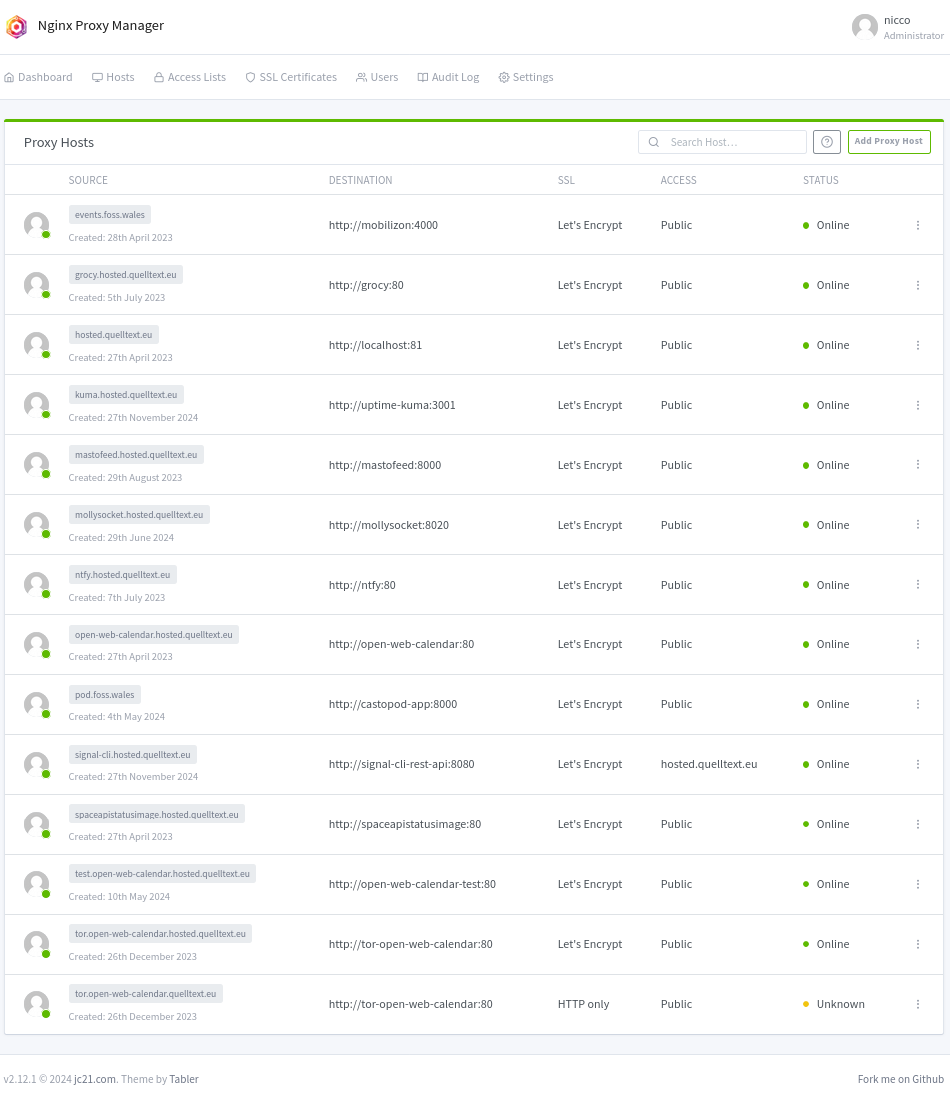 Nginx Proxy Manager
nicco
Administrator
Dashboard Hosts Access Lists SSL Certificates Users Audit Log Settings
Proxy Hosts
Search Host…
Add Proxy Host
SOURCE DESTINATION SSL ACCESS STATUS
events.foss.wales
Created: 28th April 2023
http://mobilizon:4000 Let's Encrypt Public Online
grocy.hosted.quelltext.eu
Created: 5th July 2023
http://grocy:80 Let's Encrypt Public Online
hosted.quelltext.eu
Created: 27th April 2023
http://localhost:81 Let's Encrypt Public Online
kuma.hosted.quelltext.eu
Created: 27th November 2024
http://uptime-kuma:3001 Let's Encrypt Public Online
mastofeed.hosted.quelltext.eu
Created: 29th August 2023
http://mastofeed:8000 Let's Encrypt Public Online
mollysocket.hosted.quelltext.eu
Created: 29th June 2024
http://mollysocket:8020 Let's Encrypt Public Online
ntfy.hosted.quelltext.eu
Created: 7th July 2023
http://ntfy:80 Let's Encrypt Public Online
open-web-calendar.hosted.quelltext.eu
Created: 27th April 2023
http://open-web-calendar:80 Let's Encrypt Public Online
pod.foss.wales
Created: 4th May 2024
http://castopod-app:8000 Let's Encrypt Public Online
signal-cli.hosted.quelltext.eu
Created: 27th November 2024
http://signal-cli-rest-api:8080 Let's Encrypt hosted.quelltext.eu Online
spaceapistatusimage.hosted.quelltext.eu
Created: 27th April 2023
http://spaceapistatusimage:80 Let's Encrypt Public Online
test.open-web-calendar.hosted.quelltext.eu
Created: 10th May 2024
http://open-web-calendar-test:80 Let's Encrypt Public Online
tor.open-web-calendar.hosted.quelltext.eu
Created: 26th December 2023
http://tor-open-web-calendar:80 Let's Encrypt Public Online
tor.open-web-calendar.quelltext.eu
Created: 26th December 2023
http://tor-open-web-calendar:80 HTTP only Public Unknown
v2.12.1 © 2024 jc21.com. Theme by Tabler
Fork me on Github